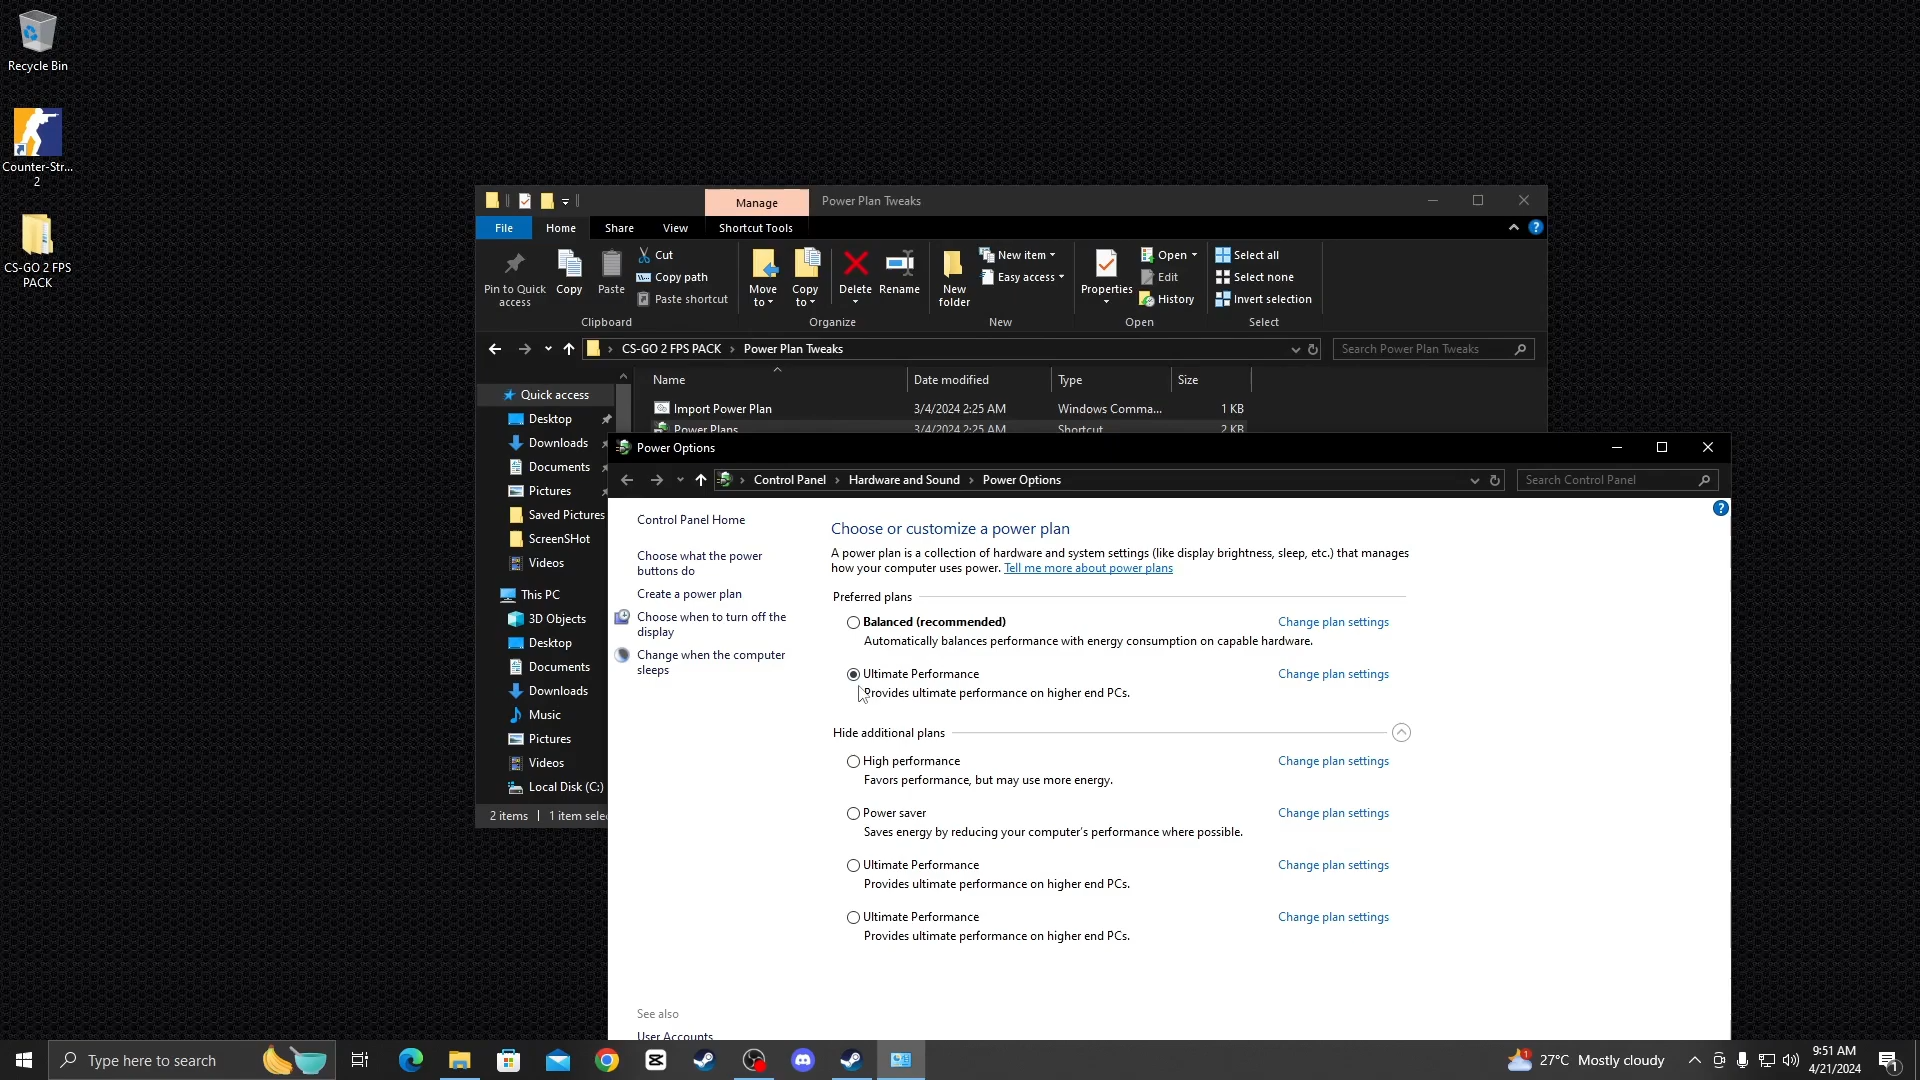 Recycle Bin
Counter-Str...
2
CS-GO 2 FPS
PACK
Manage
Power Plan Tweaks
File
Home
Share
View
Shortcut Tools
Pin to Quick
access
Copy
Paste
Cut
Copy path
Paste shortcut
Move
to
Copy
to
Delete
Rename
New
folder
New item
Easy access
Properties
Open
Edit
History
Select all
Select none
Invert selection
Clipboard
Organize
New
Open
Select
CS-GO 2 FPS PACK
Power Plan Tweaks
Search Power Plan Tweaks
Name
Date modified
Type
Size
Import Power Plan
3/4/2024 2:25 AM
Windows Comma...
1 KB
Power Plans
3/4/2024 2:25 AM
Shortcut
2 KB
Quick access
Desktop
Downloads
Documents
Pictures
Saved Pictures
ScreenSHot
Videos
This PC
3D Objects
Desktop
Documents
Downloads
Music
Pictures
Videos
Local Disk (C:)
2 items
1 item selec
Power Options
Control Panel
Hardware and Sound
Power Options
Search Control Panel
Control Panel Home
Choose what the power
buttons do
Create a power plan
Choose when to turn off the
display
Change when the computer
sleeps
Choose or customize a power plan
A power plan is a collection of hardware and system settings (like display brightness, sleep, etc.) that manages
how your computer uses power. Tell me more about power plans
Preferred plans
Balanced (recommended)
Change plan settings
Automatically balances performance with energy consumption on capable hardware.
Ultimate Performance
Change plan settings
Provides ultimate performance on higher end PCs.
Hide additional plans
High performance
Change plan settings
Favors performance, but may use more energy.
Power saver
Change plan settings
Saves energy by reducing your computer's performance where possible.
Ultimate Performance
Change plan settings
Provides ultimate performance on higher end PCs.
Ultimate Performance
Change plan settings
Provides ultimate performance on higher end PCs.
See also
User Accounts
Type here to search
27°C Mostly cloudy
9:51 AM
4/21/2024